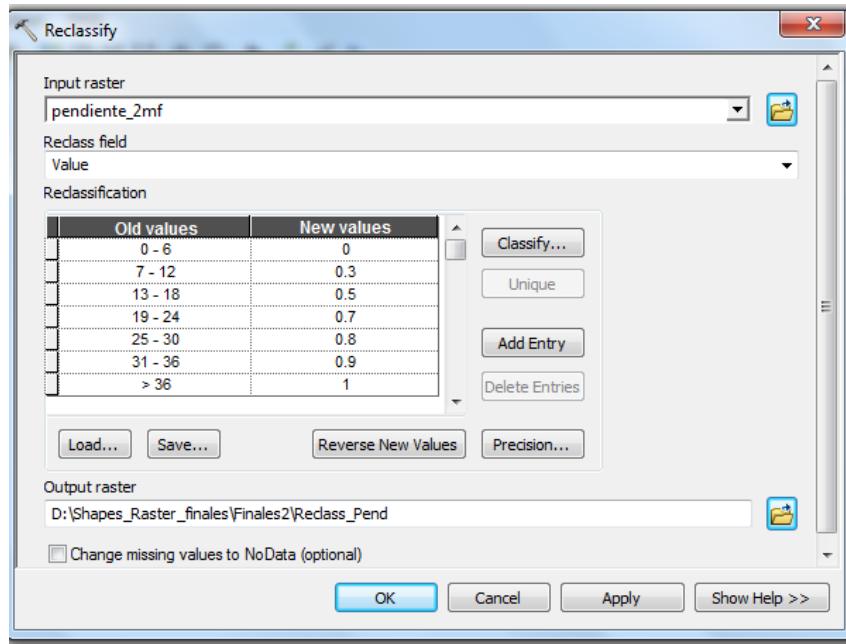 Reclassify
Input raster
pendiente_2mf
Reclass field
Value
Reclassification
Old values New values
0 - 6 0
7 - 12 0.3
13 - 18 0.5
19 - 24 0.7
25 - 30 0.8
31 - 36 0.9
> 36 1
Classify...
Unique
Add Entry
Delete Entries
Load... Save... Reverse New Values Precision...
Output raster
D:\Shapes_Raster_finales\Finales2\Reclass_Pend
Change missing values to NoData (optional)
OK Cancel Apply Show Help >>